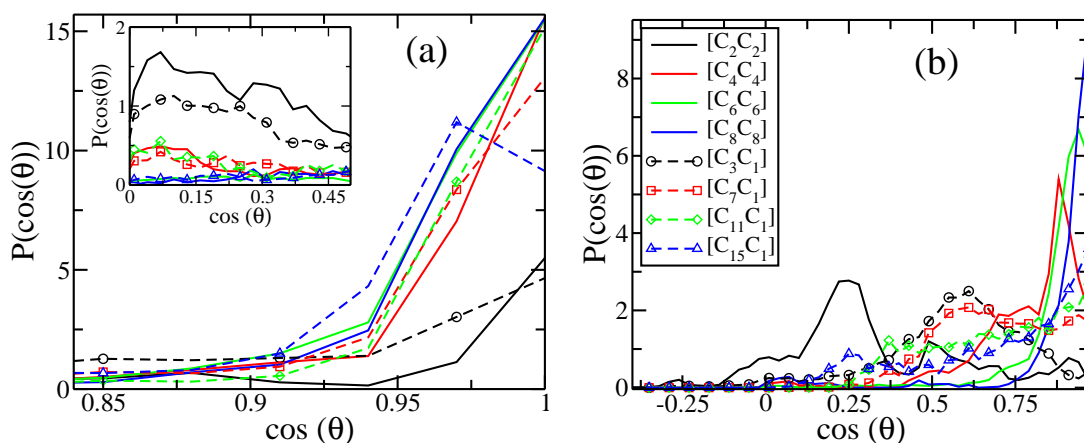 (a)
P(cos(θ))
15
10
5
0
0.85
0.9
0.95
1
cos (θ)
P(cos(θ))
2
1
0
0
0.15
0.3
0.45
cos (θ)
(b)
P(cos(θ))
8
6
4
2
0
-0.25
0
0.25
0.5
0.75
cos (θ)
[C₂C₂]
[C₄C₄]
[C₆C₆]
[C₈C₈]
[C₃C₁]
[C₇C₁]
[C₁₁C₁]
[C₁₅C₁]